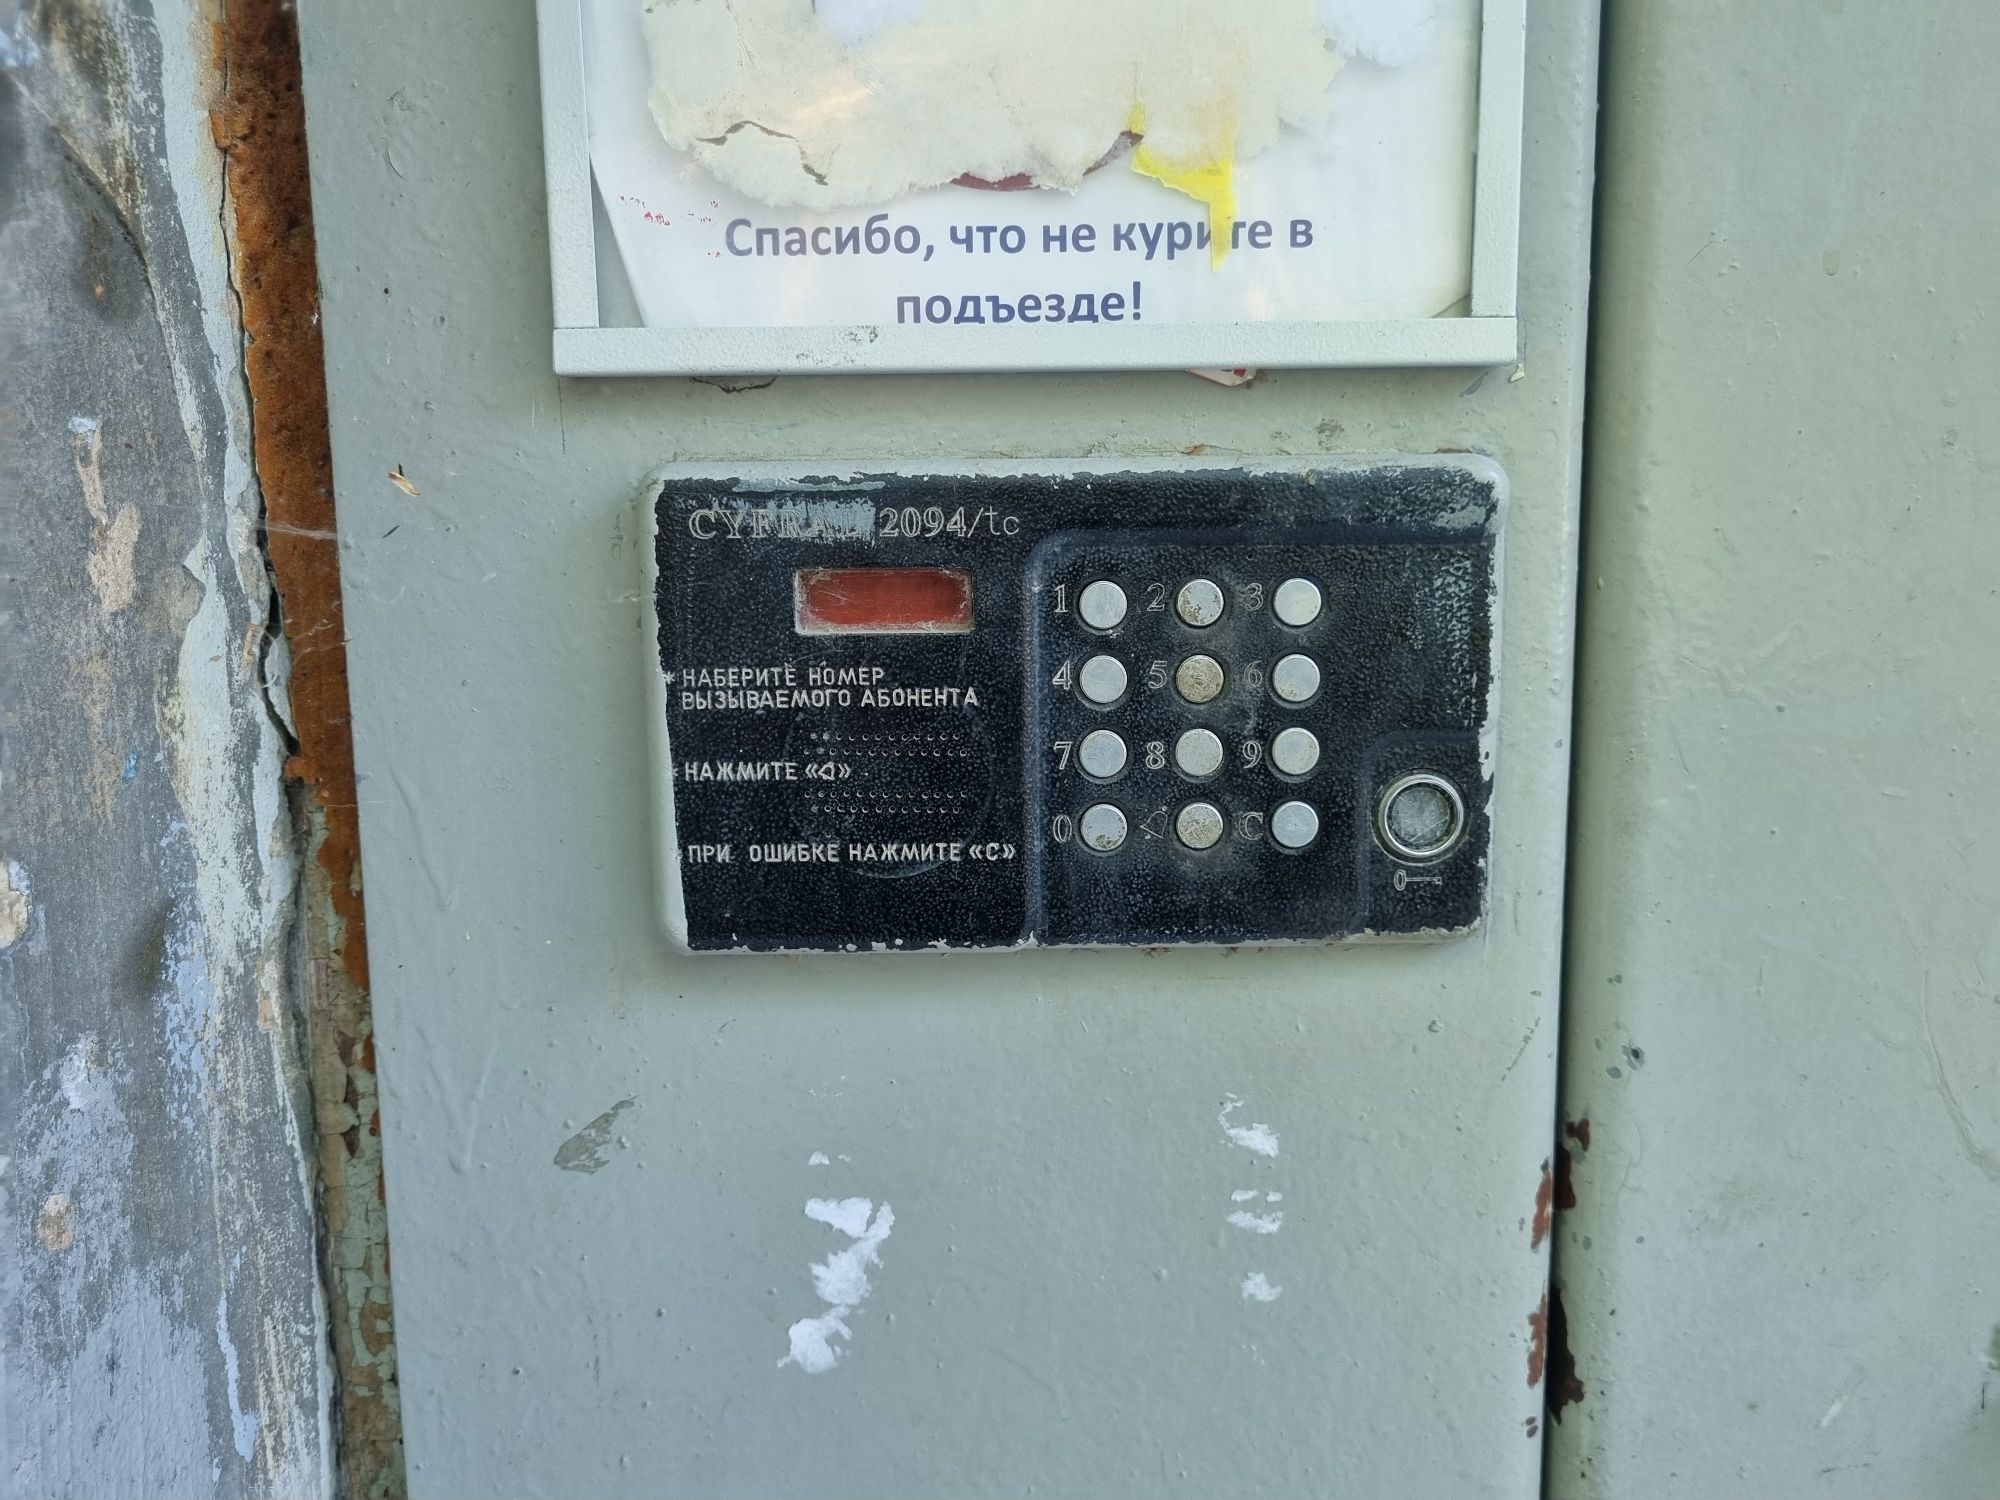 Спасибо, что не курите в
подъезде!
CYFRAL 2094/tc
1 2 3
* НАБЕРИТЕ НОМЕР
ВЫЗЫВАЕМОГО АБОНЕНТА
4 5 6
* НАЖМИТЕ «🔔»
7 8 9
* ПРИ ОШИБКЕ НАЖМИТЕ «С»
0 🔔 C